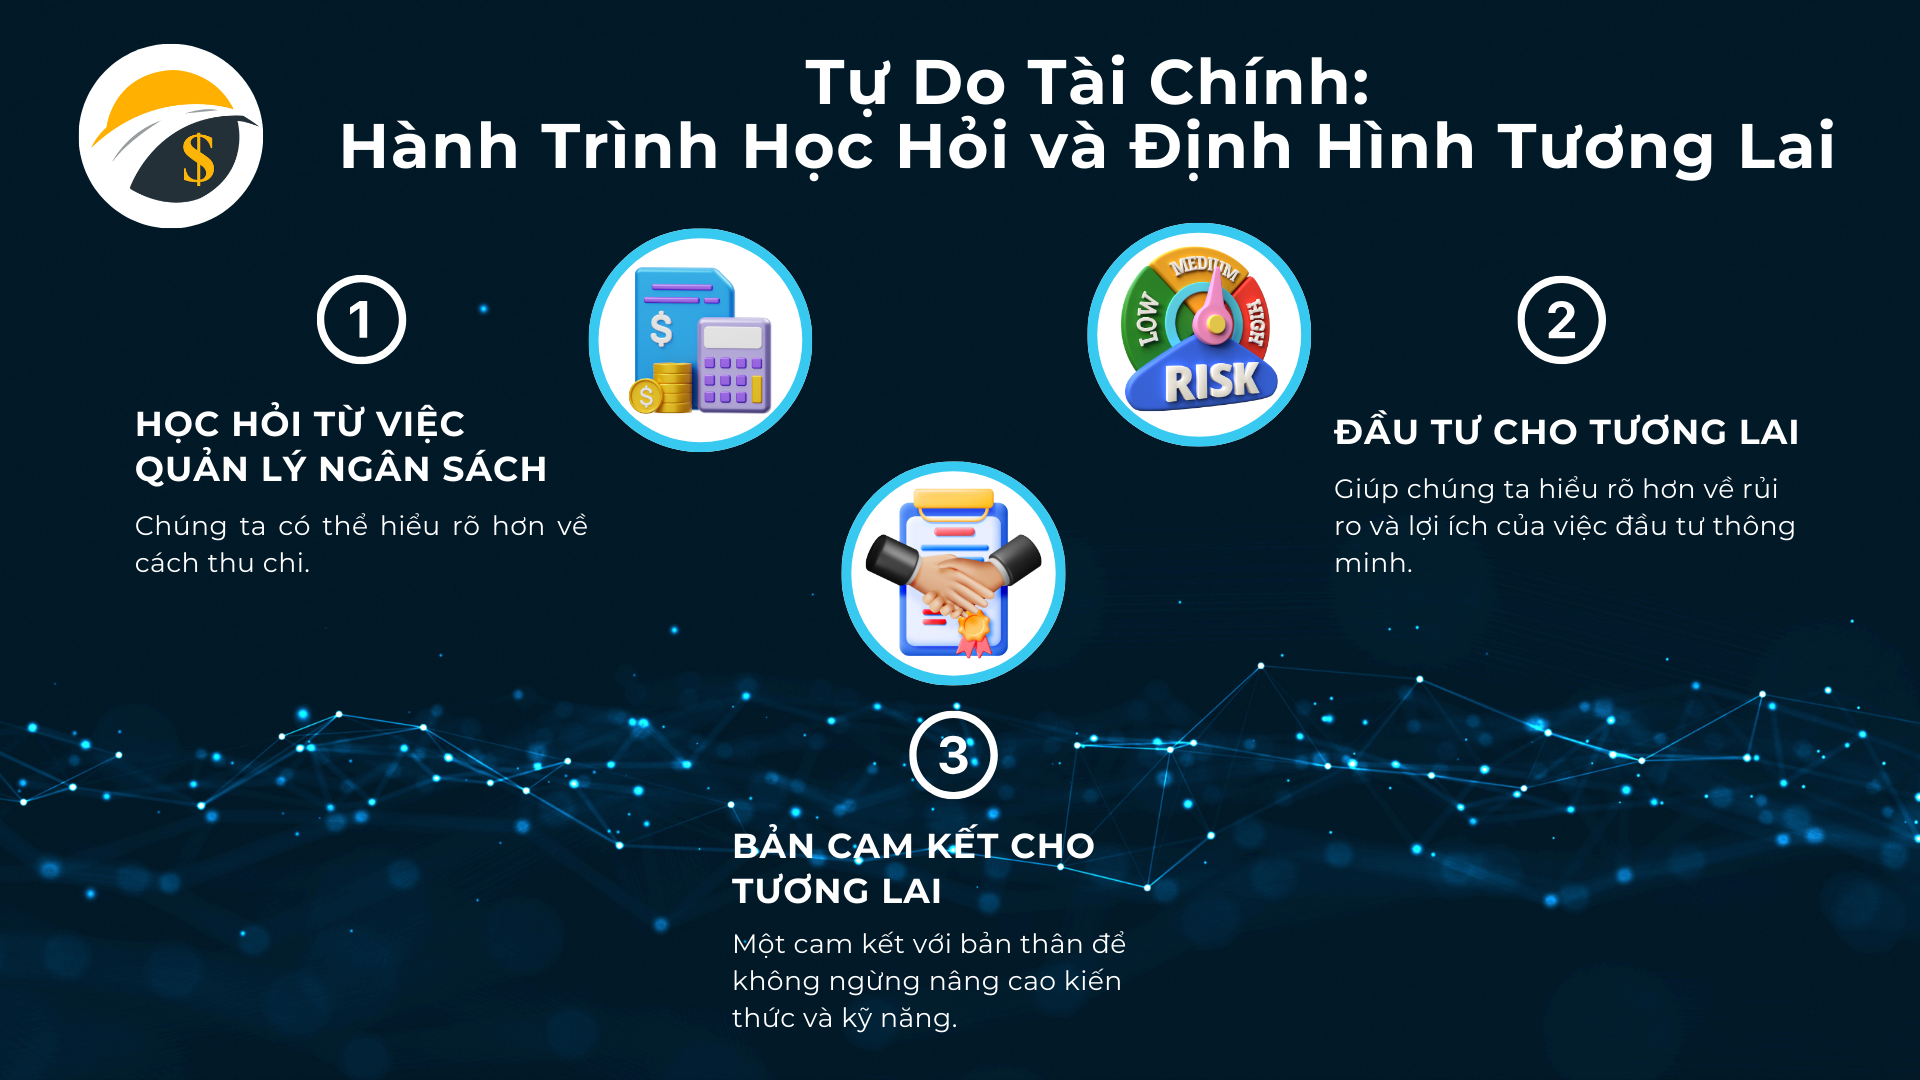 Tự Do Tài Chính:
Hành Trình Học Hỏi và Định Hình Tương Lai
$
1
HỌC HỎI TỪ VIỆC
QUẢN LÝ NGÂN SÁCH
Chúng ta có thể hiểu rõ hơn về
cách thu chi.
$
$
LOW
MEDIUM
HIGH
RISK
2
ĐẦU TƯ CHO TƯƠNG LAI
Giúp chúng ta hiểu rõ hơn về rủi
ro và lợi ích của việc đầu tư thông
minh.
3
BẢN CAM KẾT CHO
TƯƠNG LAI
Một cam kết với bản thân để
không ngừng nâng cao kiến
thức và kỹ năng.